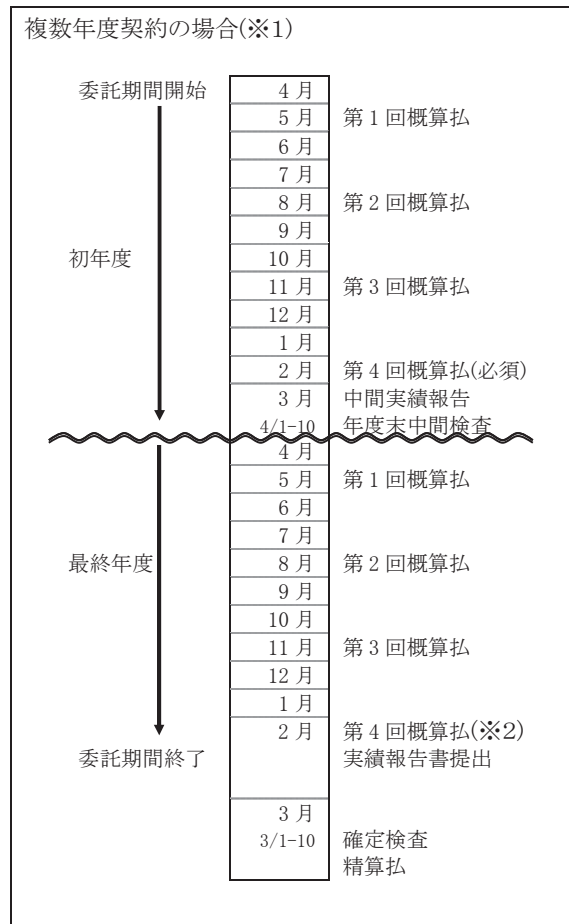 複数年度契約の場合(※1)
委託期間開始 4月
5月 第1回概算払
6月
7月
8月 第2回概算払
9月
初年度 10月
11月 第3回概算払
12月
1月
2月 第4回概算払(必須)
3月 中間実績報告
4/1-10 年度末中間検査
4月
5月 第1回概算払
6月
7月
最終年度 8月 第2回概算払
9月
10月
11月 第3回概算払
12月
1月
2月 第4回概算払(※2)
委託期間終了 実績報告書提出
3月
3/1-10 確定検査
精算払